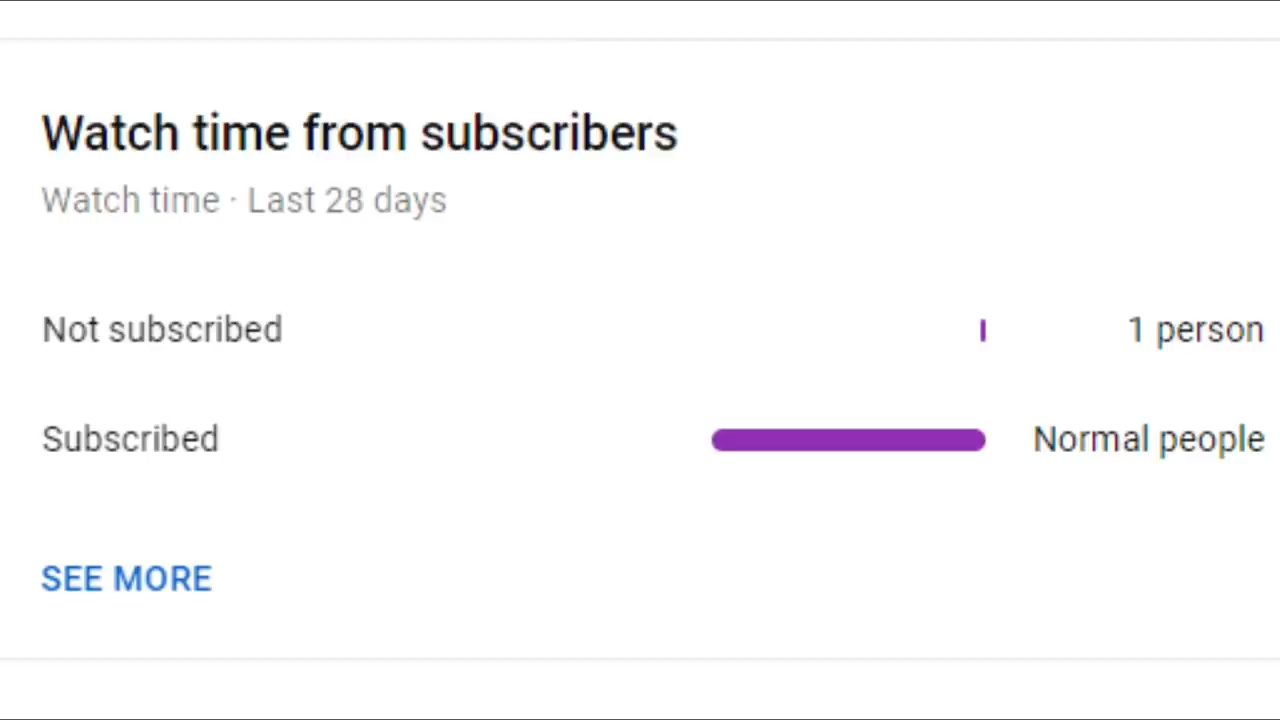 Watch time from subscribers
Watch time · Last 28 days
Not subscribed 1 person
Subscribed Normal people
SEE MORE